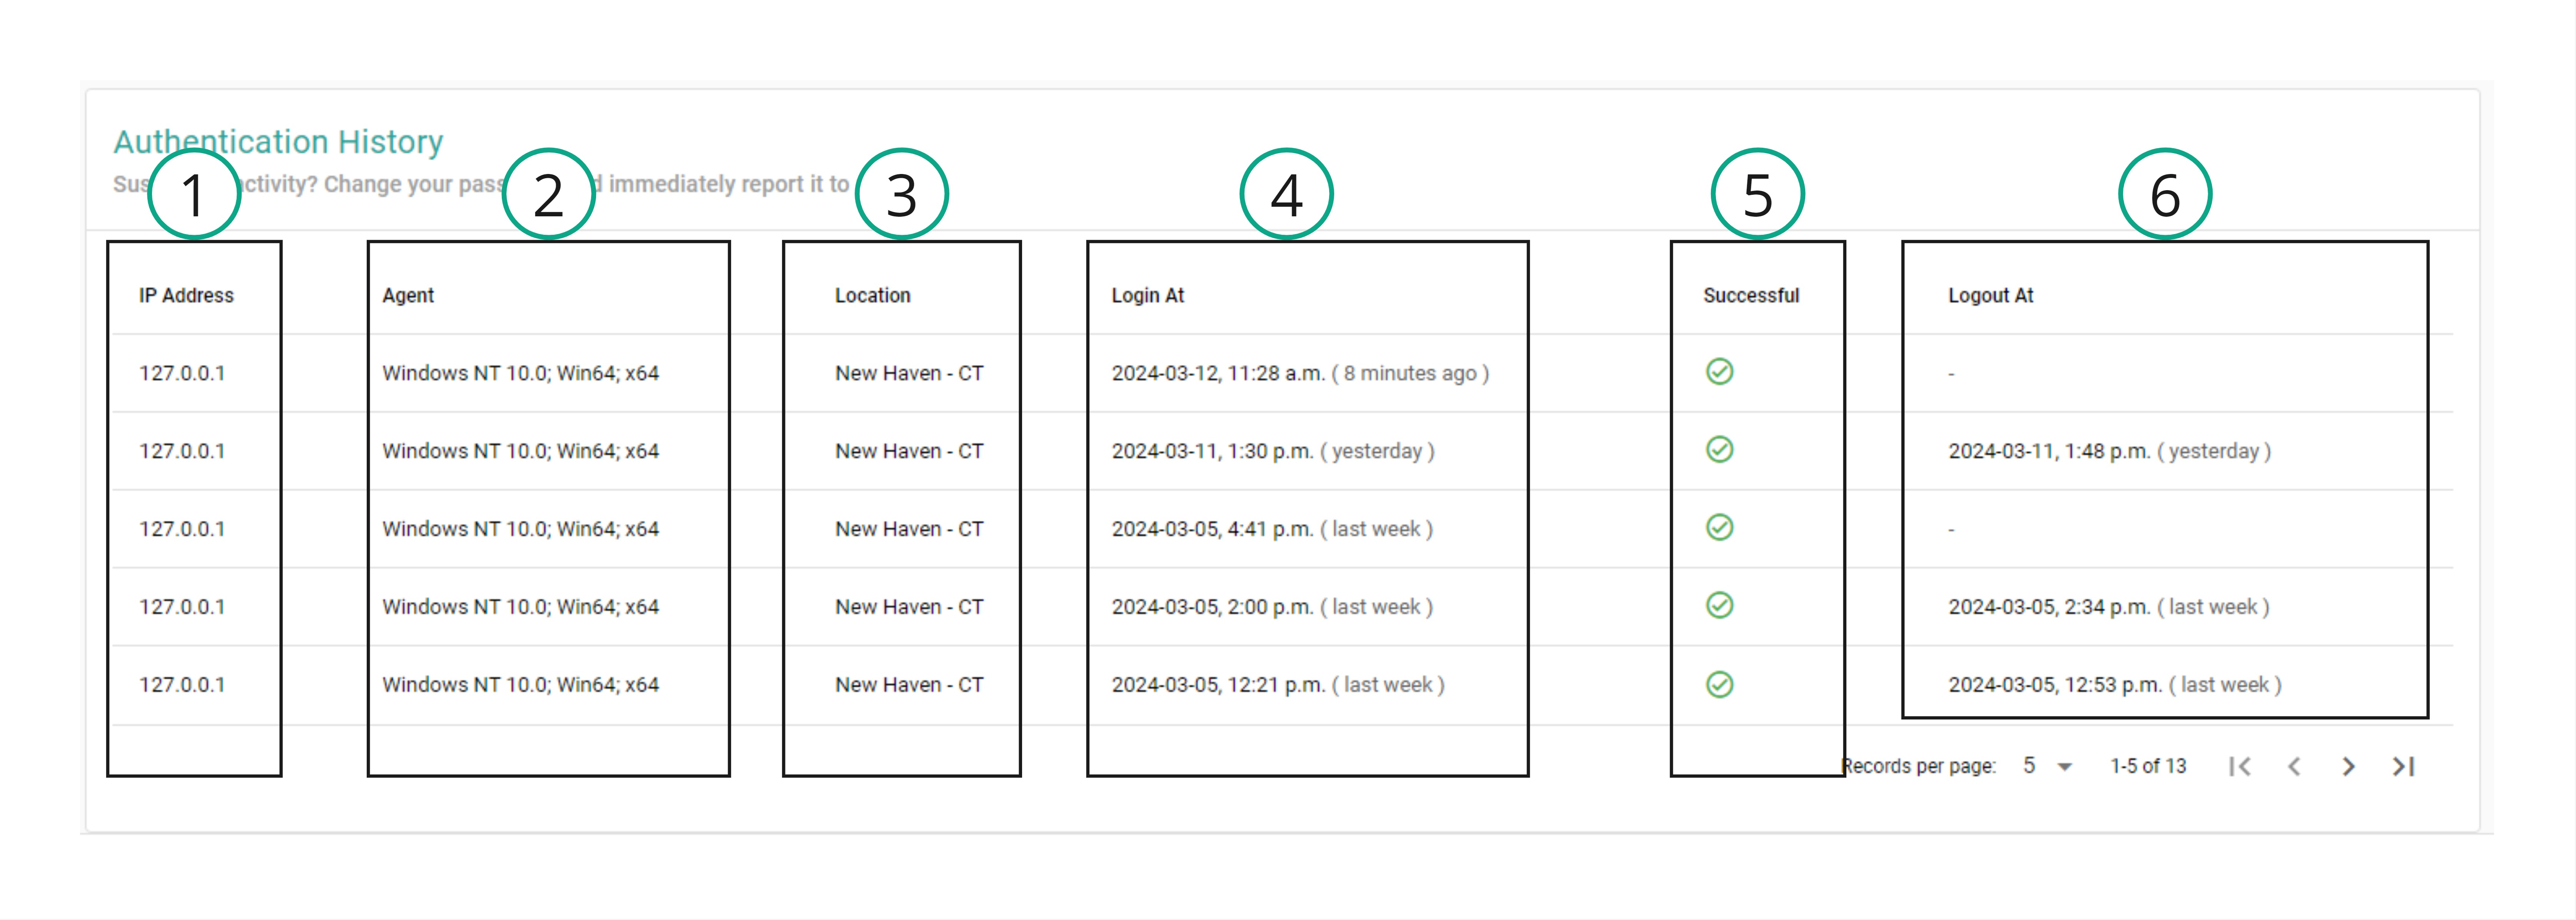 Authentication History
1 2 3 4 5 6
activity? Change your immediately report it to
IP Address Agent Location Login At Successful Logout At
127.0.0.1 Windows NT 10.0; Win64; x64 New Haven - CT 2024-03-12, 11:28 a.m. ( 8 minutes ago ) -
127.0.0.1 Windows NT 10.0; Win64; x64 New Haven - CT 2024-03-11, 1:30 p.m. ( yesterday ) 2024-03-11, 1:48 p.m. ( yesterday )
127.0.0.1 Windows NT 10.0; Win64; x64 New Haven - CT 2024-03-05, 4:41 p.m. ( last week ) -
127.0.0.1 Windows NT 10.0; Win64; x64 New Haven - CT 2024-03-05, 2:00 p.m. ( last week ) 2024-03-05, 2:34 p.m. ( last week )
127.0.0.1 Windows NT 10.0; Win64; x64 New Haven - CT 2024-03-05, 12:21 p.m. ( last week ) 2024-03-05, 12:53 p.m. ( last week )
Records per page: 5 1-5 of 13